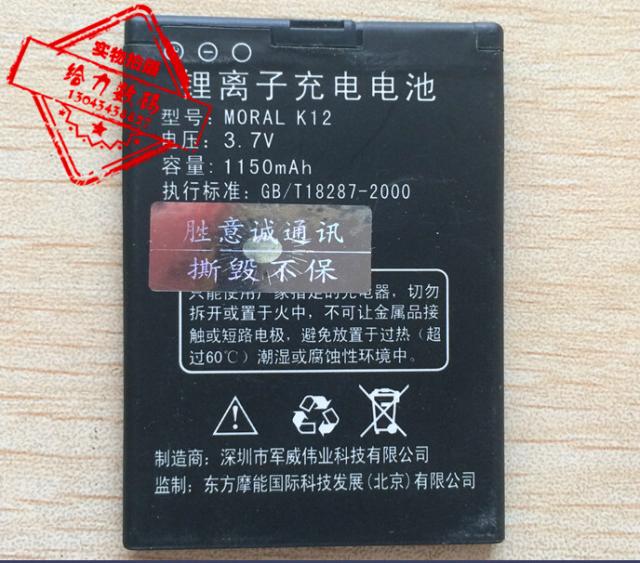 实物拍摄
给力数码
锂离子充电电池
型号: MORAL K12
电压: 3.7V
容量: 1150mAh
执行标准: GB/T18287-2000
胜意诚通讯
撕毁不保
只能使用厂家指定的充电器, 切勿
拆开或置于火中, 不可让金属品接
触或短路电极, 避免放置于过热 (超
过60℃) 潮湿或腐蚀性环境中。
制造商: 深圳市军威伟业科技有限公司
监制: 东方摩能国际科技发展(北京)有限公司